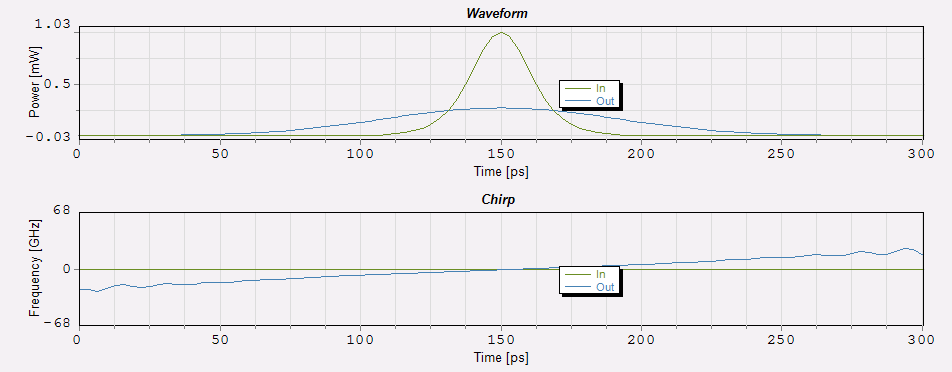 Waveform
1.03
0.5
-0.03
Power [mW]
In
Out
0 50 100 150 200 250 300
Time [ps]
Chirp
68
0
-68
Frequency [GHz]
In
Out
0 50 100 150 200 250 300
Time [ps]